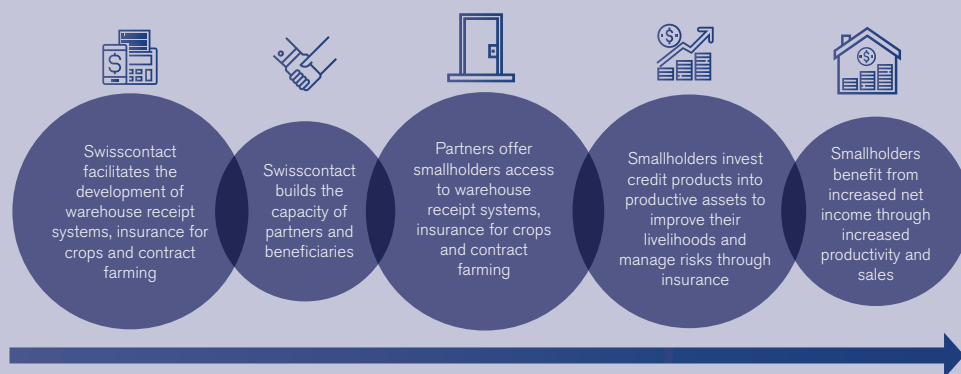 Swisscontact
facilitates the
development of
warehouse receipt
systems, insurance for
crops and contract
farming
Swisscontact
builds the
capacity of
partners and
beneficiaries
Partners offer
smallholders access
to warehouse
receipt systems,
insurance for crops
and contract
farming
Smallholders invest
credit products into
productive assets to
improve their
livelihoods and
manage risks through
insurance
Smallholders
benefit from
increased net
income through
increased
productivity and
sales